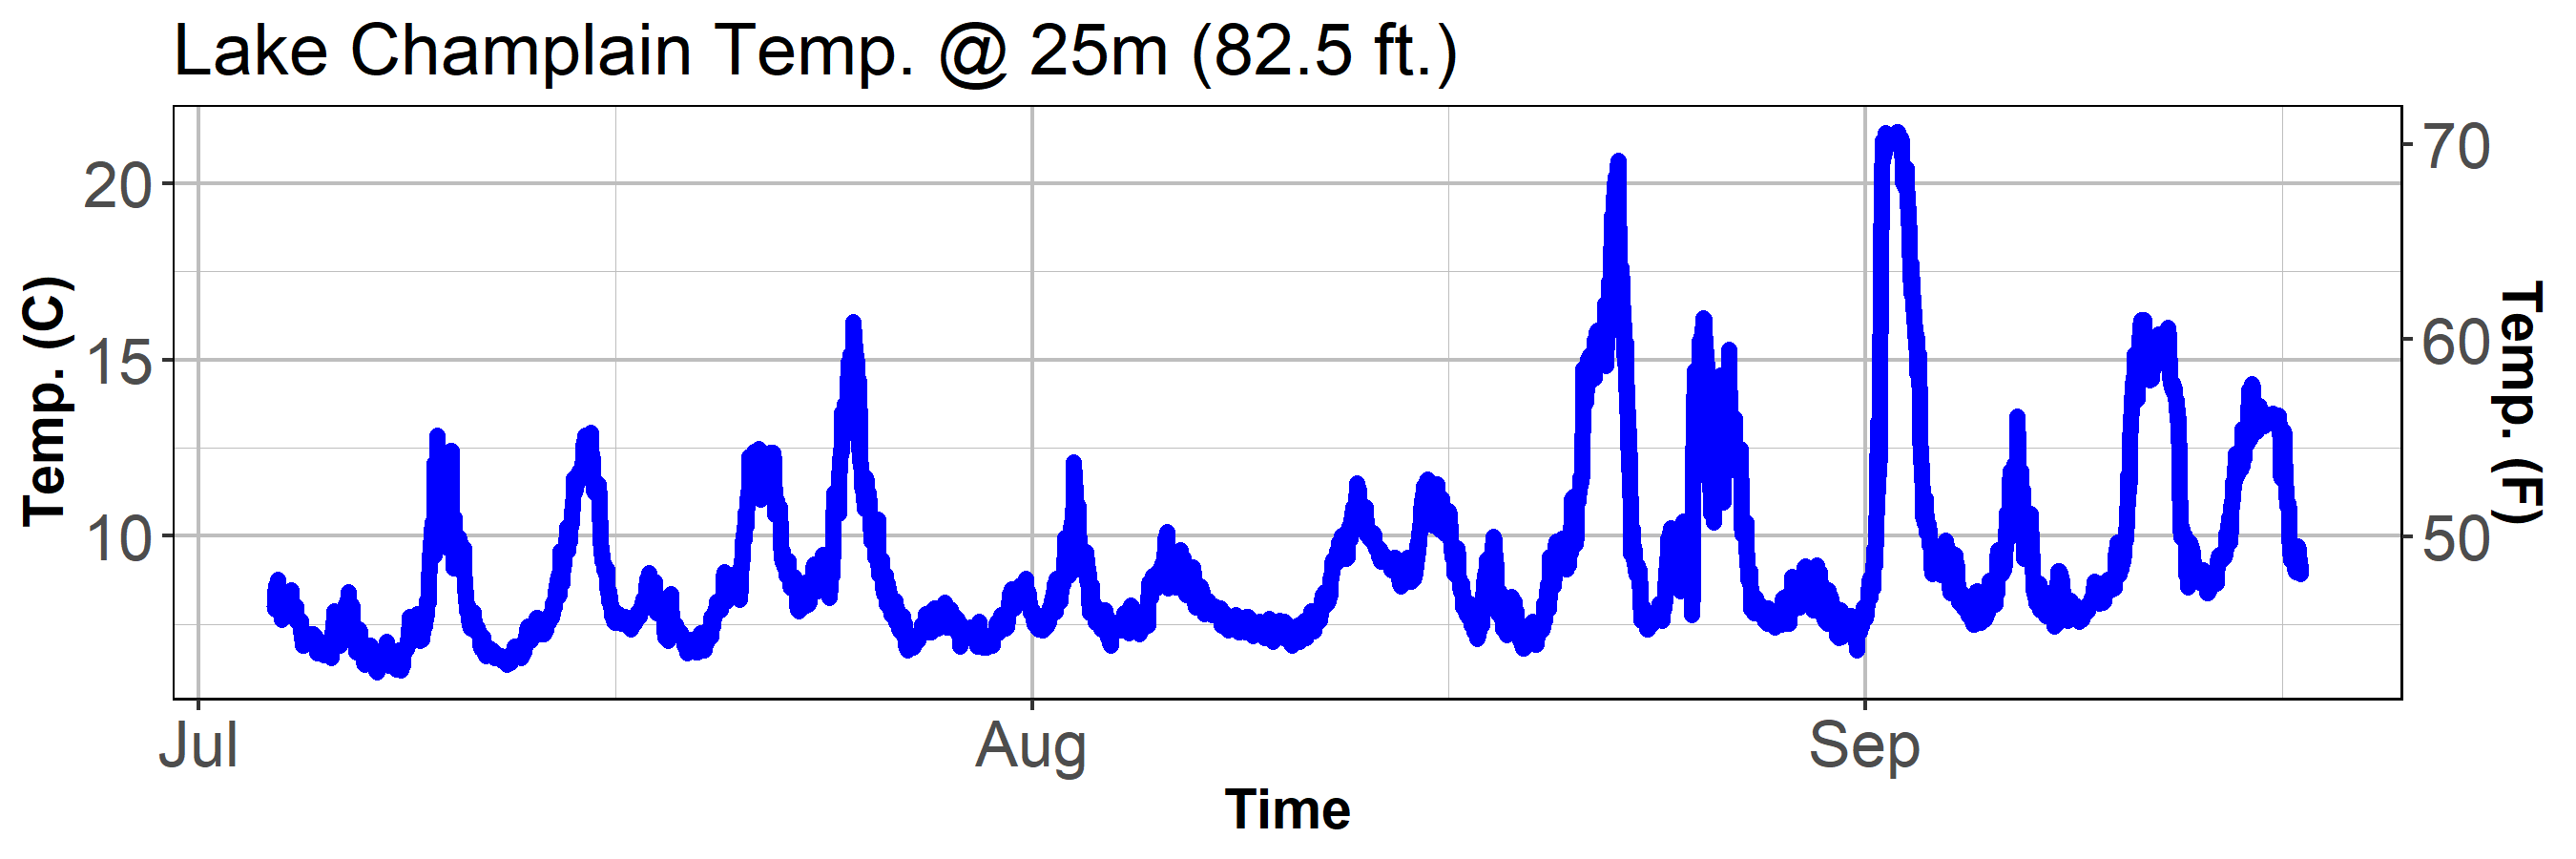 Lake Champlain Temp. @ 25m (82.5 ft.)
20
15
10
Temp. (C)
70
60
50
Temp. (F)
Jul
Aug
Sep
Time